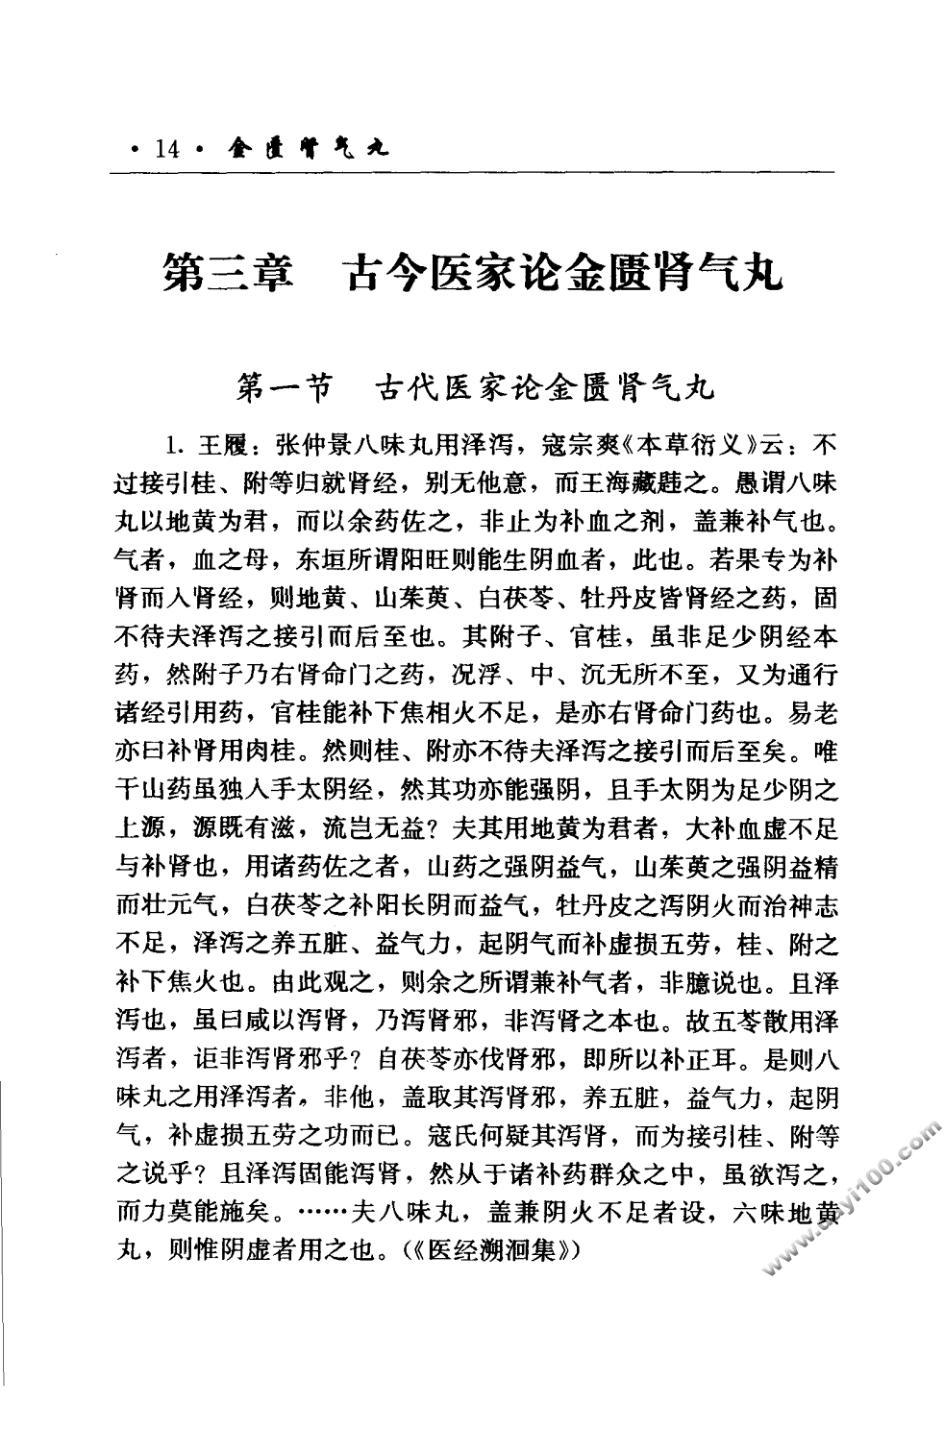 · 14 · 金匮肾气丸
第三章 古今医家论金匮肾气丸
第一节 古代医家论金匮肾气丸
1. 王履：张仲景八味丸用泽泻，寇宗奭《本草衍义》云：不
过接引桂、附等归就肾经，别无他意，而王海藏韪之。愚谓八味
丸以地黄为君，而以余药佐之，非止为补血之剂，盖兼补气也。
气者，血之母，东垣所谓阳旺则能生阴血者，此也。若果专为补
肾而入肾经，则地黄、山茱萸、白茯苓、牡丹皮皆肾经之药，固
不待夫泽泻之接引而后至也。其附子、官桂，虽非足少阴经本
药，然附子乃右肾命门之药，况浮、中、沉无所不至，又为通行
诸经引用药，官桂能补下焦相火不足，是亦右肾命门药也。易老
亦曰补肾用肉桂。然则桂、附亦不待夫泽泻之接引而后至矣。唯
干山药虽独入手太阴经，然其功亦能强阴，且手太阴为足少阴之
上源，源既有滋，流岂无益？夫其用地黄为君者，大补血虚不足
与补肾也，用诸药佐之者，山药之强阴益气，山茱萸之强阴益精
而壮元气，白茯苓之补阳长阴而益气，牡丹皮之泻阴火而治神志
不足，泽泻之养五脏、益气力，起阴气而补虚损五劳，桂、附之
补下焦火也。由此观之，则余之所谓兼补气者，非臆说也。且泽
泻也，虽曰咸以泻肾，乃泻肾邪，非泻肾之本也。故五苓散用泽
泻者，讵非泻肾邪乎？自茯苓亦伐肾邪，即所以补正耳。是则八
味丸之用泽泻者。非他，盖取其泻肾邪，养五脏，益气力，起阴
气，补虚损五劳之功而已。寇氏何疑其泻肾，而为接引桂、附等
之说乎？且泽泻固能泻肾，然从于诸补药群众之中，虽欲泻之，
而力莫能施矣。……夫八味丸，盖兼阴火不足者设，六味地黄
丸，则惟阴虚者用之也。（《医经溯洄集》）